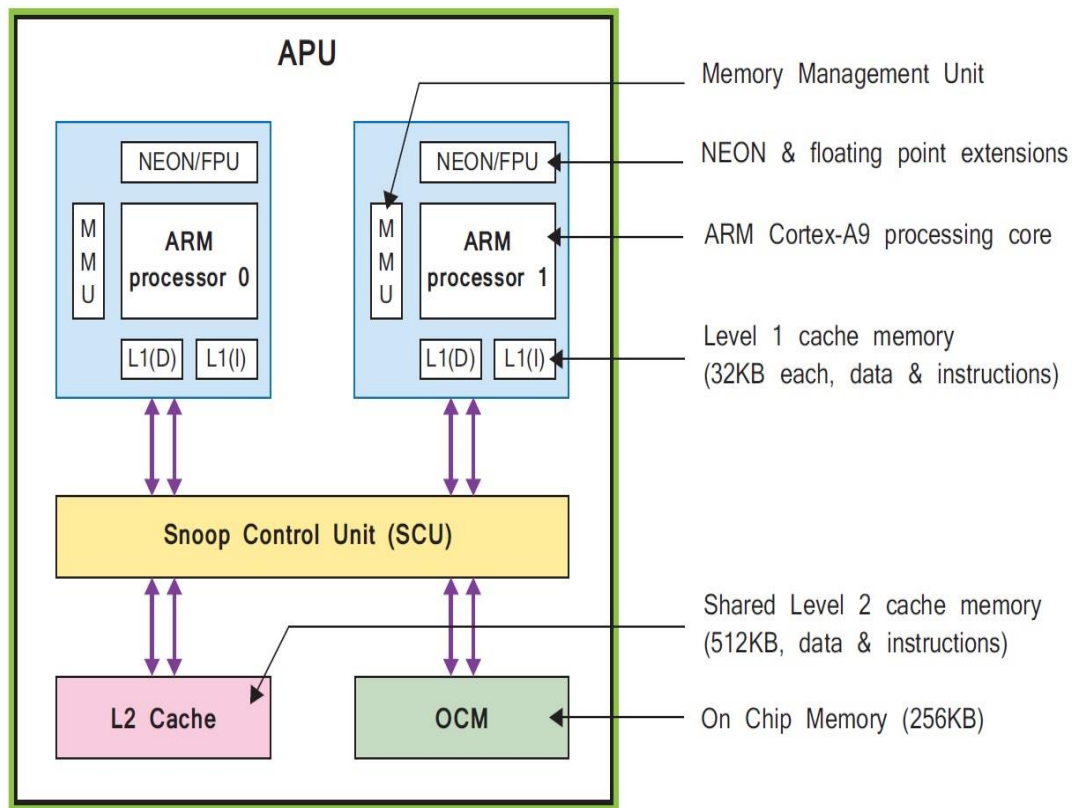 APU
NEON/FPU
M
M
U
ARM
processor 0
L1(D)
L1(I)
NEON/FPU
M
M
U
ARM
processor 1
L1(D)
L1(I)
Snoop Control Unit (SCU)
L2 Cache
OCM
Memory Management Unit
NEON & floating point extensions
ARM Cortex-A9 processing core
Level 1 cache memory
(32KB each, data & instructions)
Shared Level 2 cache memory
(512KB, data & instructions)
On Chip Memory (256KB)